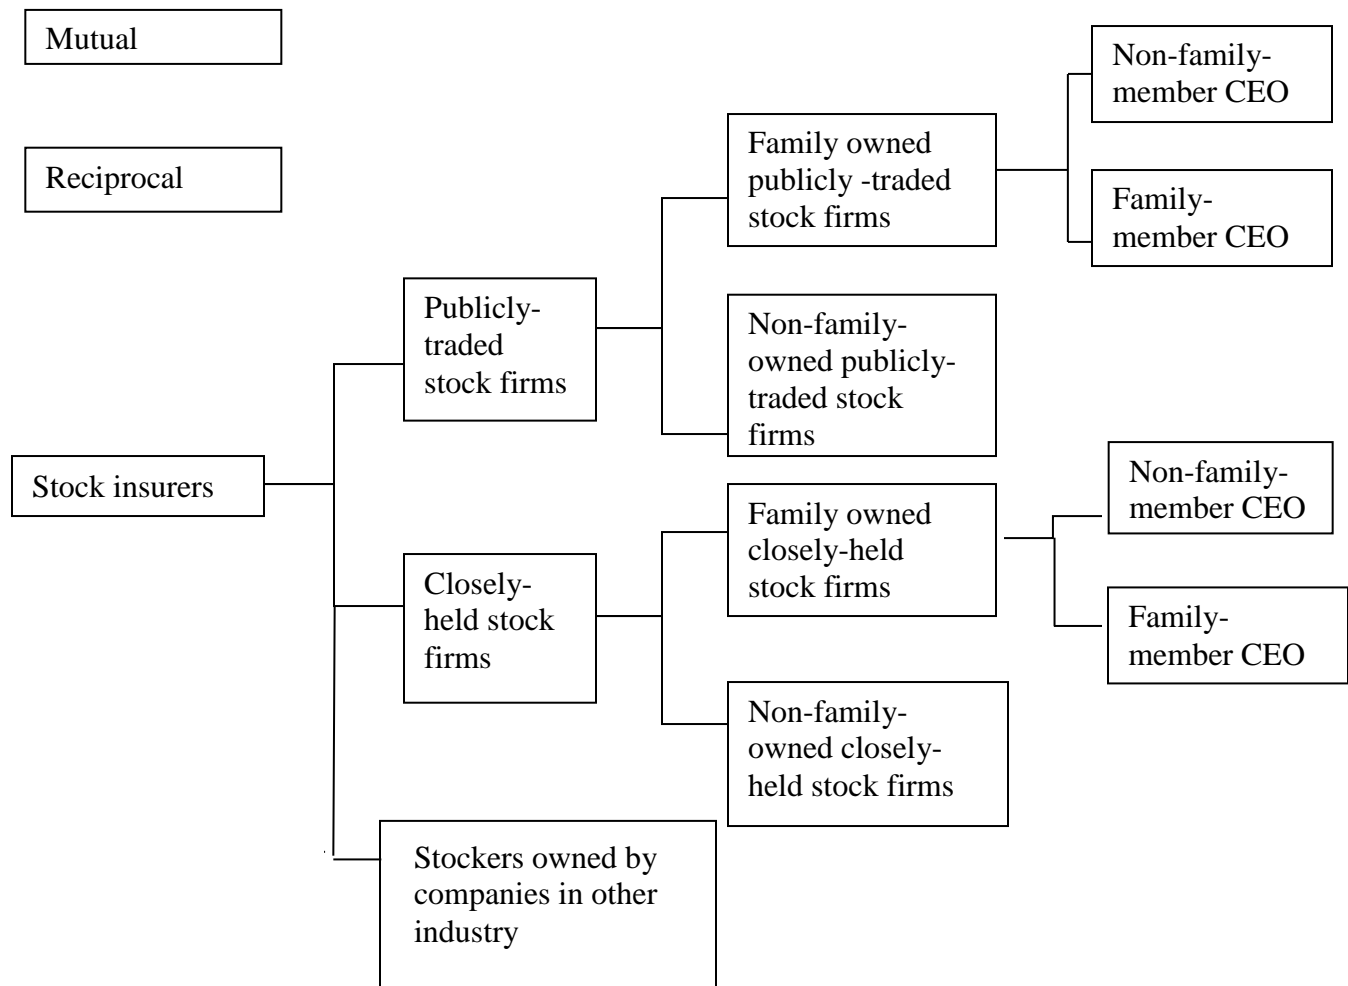 Mutual
Reciprocal
Stock insurers
Publicly-
traded
stock firms
Closely-
held stock
firms
Stockers owned by
companies in other
industry
Family owned
publicly -traded
stock firms
Non-family-
owned publicly-
traded stock
firms
Family owned
closely-held
stock firms
Non-family-
owned closely-
held stock firms
Non-family-
member CEO
Family-
member CEO
Non-family-
member CEO
Family-
member CEO